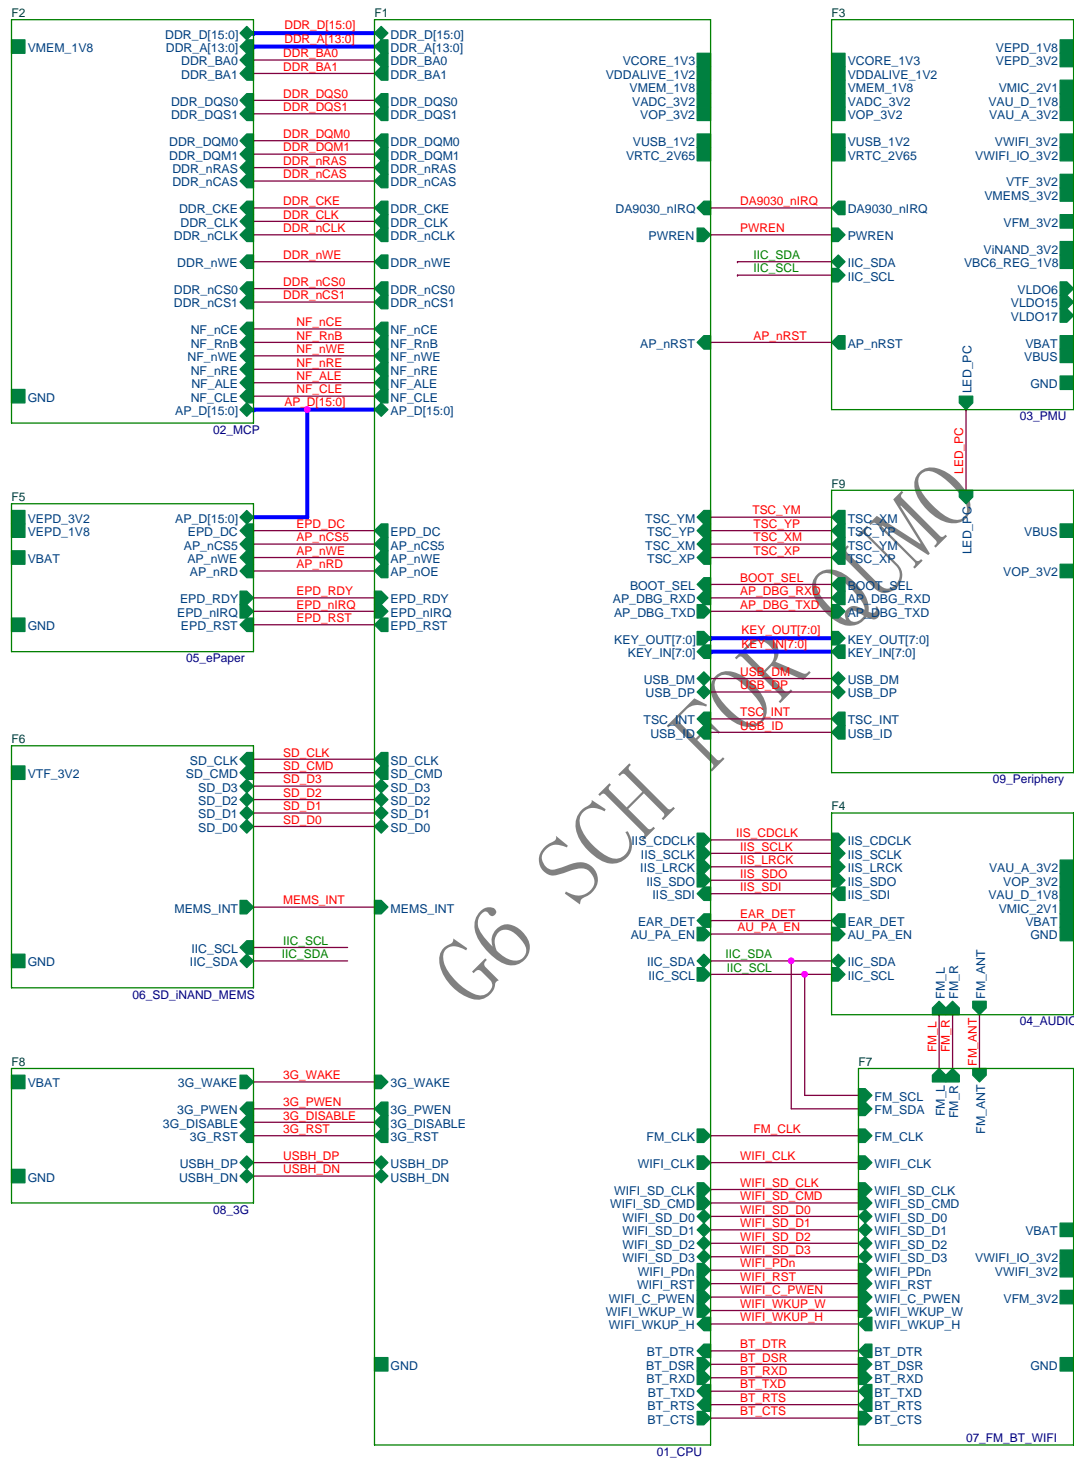 F2
VMEM_1V8
GND
DDR_D[15:0]
DDR_A[13:0]
DDR_BA0
DDR_BA1
DDR_DQS0
DDR_DQS1
DDR_DQM0
DDR_DQM1
DDR_nRAS
DDR_nCAS
DDR_CKE
DDR_CLK
DDR_nCLK
DDR_nWE
DDR_nCS0
DDR_nCS1
NF_nCE
NF_RnB
NF_nWE
NF_nRE
NF_ALE
NF_CLE
AP_D[15:0]
02_MCP
DDR_D[15:0]
DDR_A[13:0]
DDR_BA0
DDR_BA1
DDR_DQS0
DDR_DQS1
DDR_DQM0
DDR_DQM1
DDR_nRAS
DDR_nCAS
DDR_CKE
DDR_CLK
DDR_nCLK
DDR_nWE
DDR_nCS0
DDR_nCS1
NF_nCE
NF_RnB
NF_nWE
NF_nRE
NF_ALE
NF_CLE
AP_D[15:0]
F5
VEPD_3V2
VEPD_1V8
VBAT
GND
AP_D[15:0]
EPD_DC
AP_nCS5
AP_nWE
AP_nRD
EPD_RDY
EPD_nIRQ
EPD_RST
05_ePaper
EPD_DC
AP_nCS5
AP_nWE
AP_nRD
EPD_RDY
EPD_nIRQ
EPD_RST
F6
VTF_3V2
GND
SD_CLK
SD_CMD
SD_D3
SD_D2
SD_D1
SD_D0
MEMS_INT
IIC_SCL
IIC_SDA
06_SD_iNAND_MEMS
SD_CLK
SD_CMD
SD_D3
SD_D2
SD_D1
SD_D0
MEMS_INT
IIC_SCL
IIC_SDA
F8
VBAT
GND
3G_WAKE
3G_PWEN
3G_DISABLE
3G_RST
USBH_DP
USBH_DN
08_3G
3G_WAKE
3G_PWEN
3G_DISABLE
3G_RST
USBH_DP
USBH_DN
F1
DDR_D[15:0]
DDR_A[13:0]
DDR_BA0
DDR_BA1
DDR_DQS0
DDR_DQS1
DDR_DQM0
DDR_DQM1
DDR_nRAS
DDR_nCAS
DDR_CKE
DDR_CLK
DDR_nCLK
DDR_nWE
DDR_nCS0
DDR_nCS1
NF_nCE
NF_RnB
NF_nWE
NF_nRE
NF_ALE
NF_CLE
AP_D[15:0]
EPD_DC
AP_nCS5
AP_nWE
AP_nOE
EPD_RDY
EPD_nIRQ
EPD_RST
SD_CLK
SD_CMD
SD_D3
SD_D2
SD_D1
SD_D0
MEMS_INT
3G_WAKE
3G_PWEN
3G_DISABLE
3G_RST
USBH_DP
USBH_DN
GND
VCORE_1V3
VDDALIVE_1V2
VMEM_1V8
VADC_3V2
VOP_3V2
VUSB_1V2
VRTC_2V65
DA9030_nIRQ
PWREN
AP_nRST
TSC_YM
TSC_YP
TSC_XM
TSC_XP
BOOT_SEL
AP_DBG_RXD
AP_DBG_TXD
KEY_OUT[7:0]
KEY_IN[7:0]
USB_DM
USB_DP
TSC_INT
USB_ID
IIS_CDCLK
IIS_SCLK
IIS_LRCK
IIS_SDO
IIS_SDI
EAR_DET
AU_PA_EN
IIC_SDA
IIC_SCL
FM_CLK
WIFI_CLK
WIFI_SD_CLK
WIFI_SD_CMD
WIFI_SD_D0
WIFI_SD_D1
WIFI_SD_D2
WIFI_SD_D3
WIFI_PDn
WIFI_RST
WIFI_C_PWEN
WIFI_WKUP_W
WIFI_WKUP_H
BT_DTR
BT_DSR
BT_RXD
BT_TXD
BT_RTS
BT_CTS
01_CPU
DA9030_nIRQ
PWREN
IIC_SDA
IIC_SCL
AP_nRST
TSC_YM
TSC_YP
TSC_XM
TSC_XP
BOOT_SEL
AP_DBG_RXD
AP_DBG_TXD
KEY_OUT[7:0]
KEY_IN[7:0]
USB_DM
USB_DP
TSC_INT
USB_ID
IIS_CDCLK
IIS_SCLK
IIS_LRCK
IIS_SDO
IIS_SDI
EAR_DET
AU_PA_EN
IIC_SDA
IIC_SCL
FM_CLK
WIFI_CLK
WIFI_SD_CLK
WIFI_SD_CMD
WIFI_SD_D0
WIFI_SD_D1
WIFI_SD_D2
WIFI_SD_D3
WIFI_PDn
WIFI_RST
WIFI_C_PWEN
WIFI_WKUP_W
WIFI_WKUP_H
BT_DTR
BT_DSR
BT_RXD
BT_TXD
BT_RTS
BT_CTS
F3
VCORE_1V3
VDDALIVE_1V2
VMEM_1V8
VADC_3V2
VOP_3V2
VUSB_1V2
VRTC_2V65
DA9030_nIRQ
PWREN
IIC_SDA
IIC_SCL
AP_nRST
VEPD_1V8
VEPD_3V2
VMIC_2V1
VAU_D_1V8
VAU_A_3V2
VWIFI_3V2
VWIFI_IO_3V2
VTF_3V2
VMEMS_3V2
VFM_3V2
ViNAND_3V2
VBC6_REG_1V8
VLDO6
VLDO15
VLDO17
VBAT
VBUS
GND
LED_PC
03_PMU
LED_PC
F9
LED_PC
TSC_XM
TSC_XP
TSC_YM
TSC_XP
BOOT_SEL
AP_DBG_RXD
AP_DBG_TXD
KEY_OUT[7:0]
KEY_IN[7:0]
USB_DM
USB_DP
TSC_INT
USB_ID
VBUS
VOP_3V2
09_Periphery
F4
IIS_CDCLK
IIS_SCLK
IIS_LRCK
IIS_SDO
IIS_SDI
EAR_DET
AU_PA_EN
IIC_SDA
IIC_SCL
VAU_A_3V2
VOP_3V2
VAU_D_1V8
VMIC_2V1
VBAT
GND
FM_L
FM_R
FM_ANT
04_AUDIO
FM_L
FM_R
FM_ANT
F7
FM_L
FM_R
FM_ANT
FM_SCL
FM_SDA
FM_CLK
WIFI_CLK
WIFI_SD_CLK
WIFI_SD_CMD
WIFI_SD_D0
WIFI_SD_D1
WIFI_SD_D2
WIFI_SD_D3
WIFI_PDn
WIFI_RST
WIFI_C_PWEN
WIFI_WKUP_W
WIFI_WKUP_H
BT_DTR
BT_DSR
BT_RXD
BT_TXD
BT_RTS
BT_CTS
VBAT
VWIFI_IO_3V2
VWIFI_3V2
VFM_3V2
GND
07_FM_BT_WIFI
G6 SCH FOR QUMO